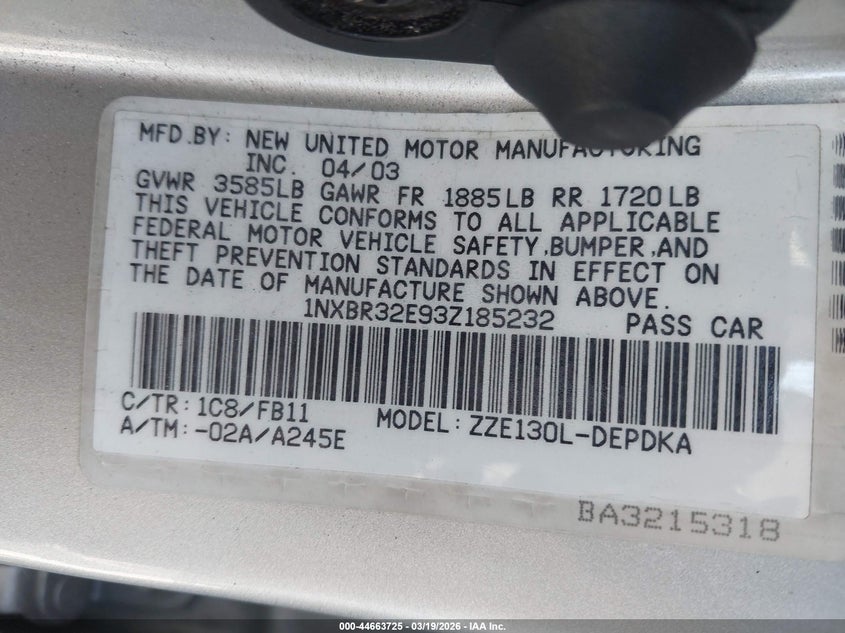 MFD.BY: NEW UNITED MOTOR MANUFACTURING
INC. 04/03
GVWR 3585LB GAWR FR 1885LB RR 1720LB
THIS VEHICLE CONFORMS TO ALL APPLICABLE
FEDERAL MOTOR VEHICLE SAFETY,BUMPER,AND
THEFT PREVENTION STANDARDS IN EFFECT ON
THE DATE OF MANUFACTURE SHOWN ABOVE.
1NXBR32E93Z185232 PASS CAR
C/TR: 1C8/FB11 MODEL: ZZE130L-DEPDKA
A/TM:-02A/A245E
BA3215318
000-44663725 - 03/19/2026 - IAA Inc.